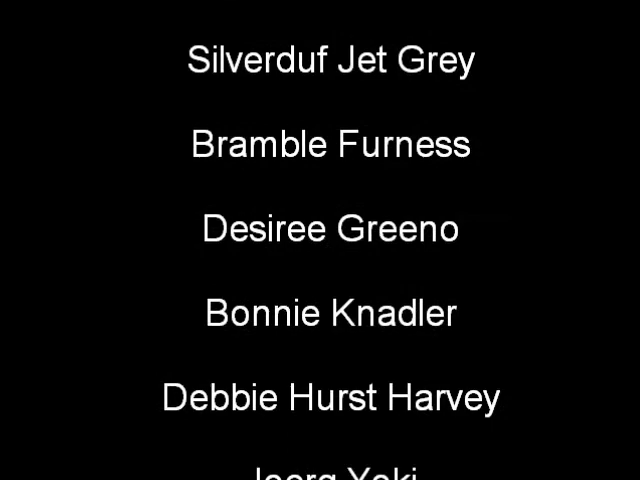 Silverduf Jet Grey
Bramble Furness
Desiree Greeno
Bonnie Knadler
Debbie Hurst Harvey